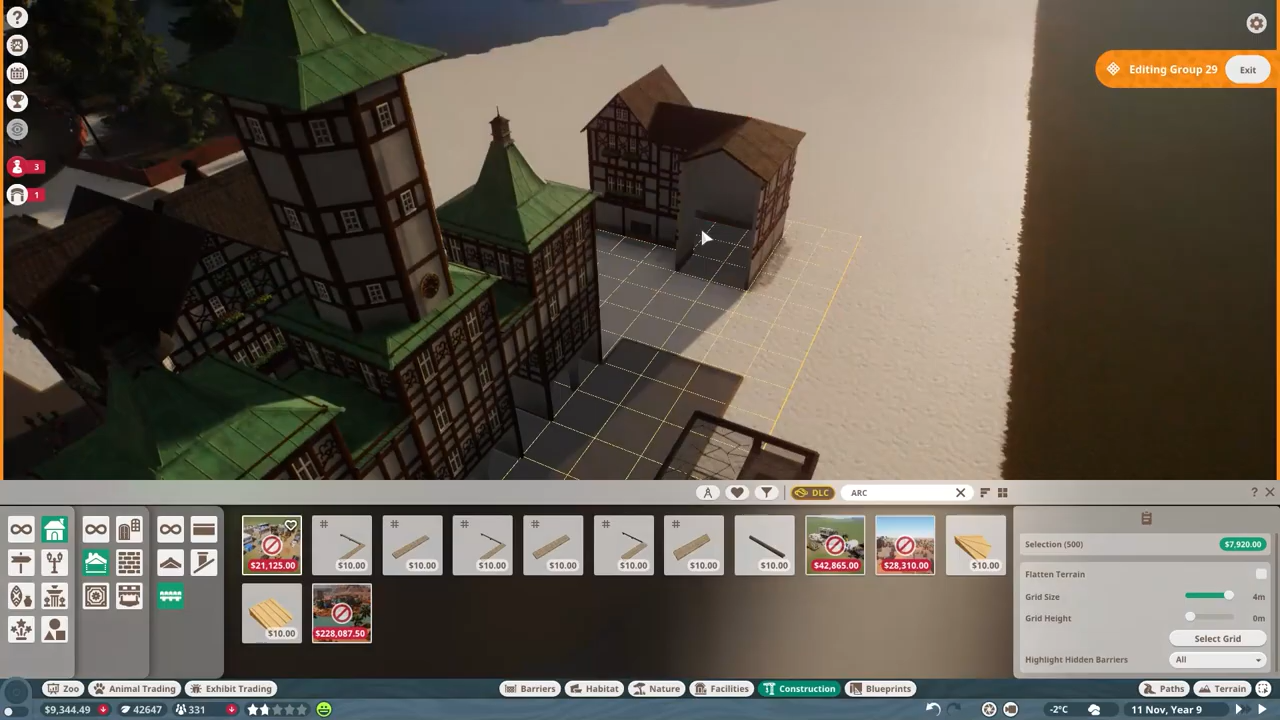 ?
Editing Group 29
Exit
3
1
DLC
ARC
?
$21,125.00
$10.00
$10.00
$10.00
$10.00
$10.00
$10.00
$10.00
$42,865.00
$28,310.00
$10.00
$10.00
$228,087.50
Selection (500)
$7,920.00
Flatten Terrain
Grid Size
4m
Grid Height
0m
Select Grid
Highlight Hidden Barriers
All
Zoo
Animal Trading
Exhibit Trading
Barriers
Habitat
Nature
Facilities
Construction
Blueprints
Paths
Terrain
$9,344.49
42647
331
-2°C
11 Nov, Year 9